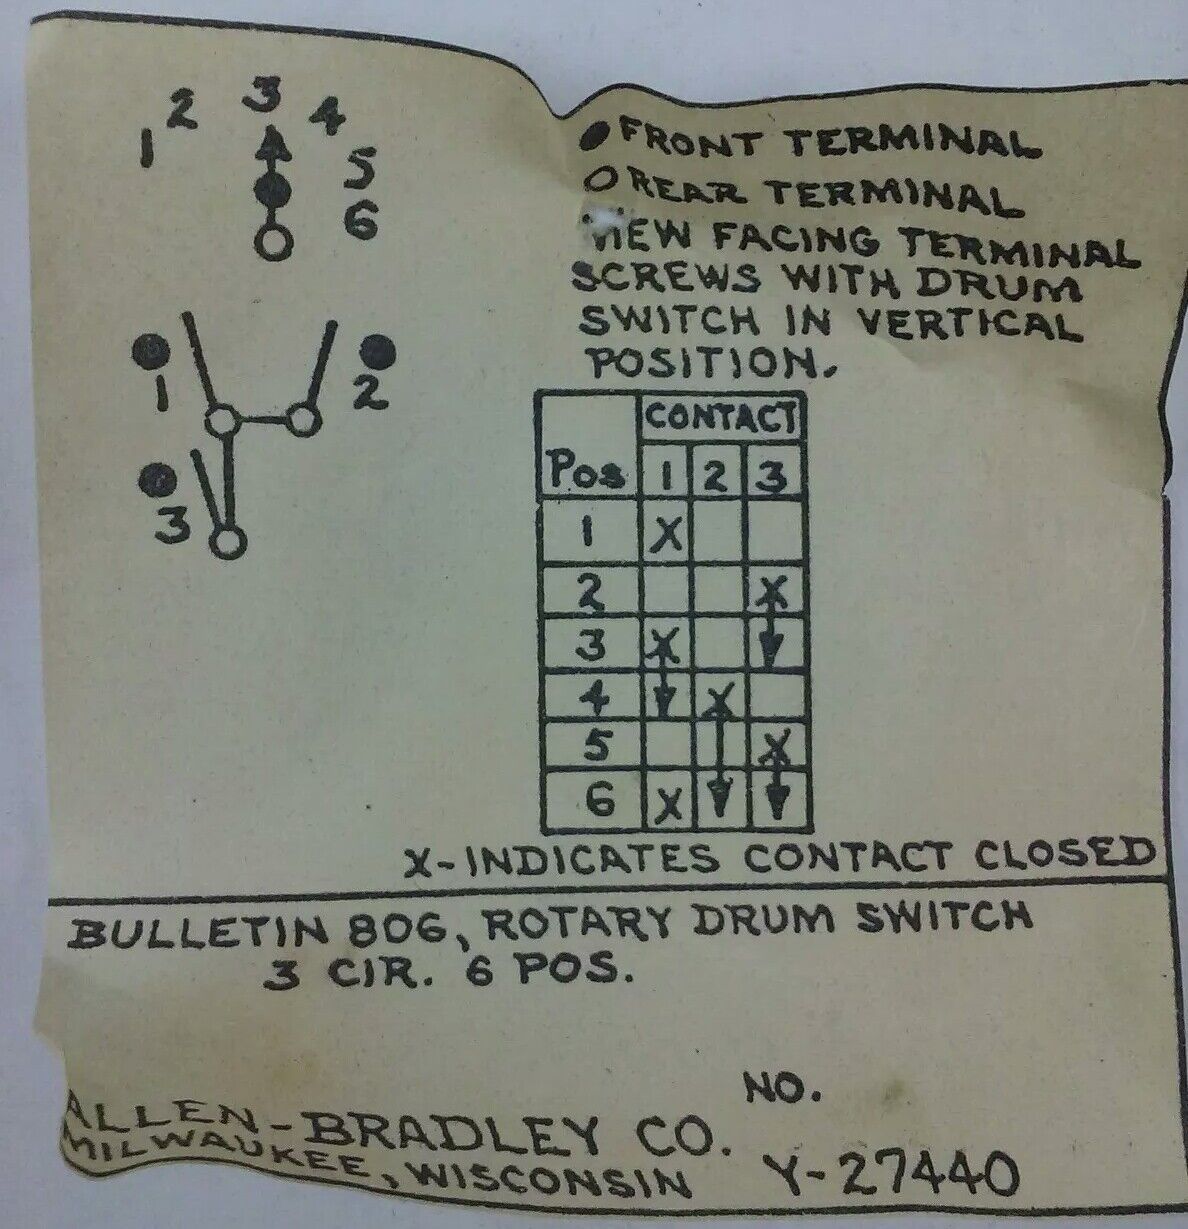 1 2 3 4 5 6
● FRONT TERMINAL
O REAR TERMINAL
VIEW FACING TERMINAL
SCREWS WITH DRUM
SWITCH IN VERTICAL
POSITION.
1 2
3
CONTACT
Pos 1 2 3
1 X
2 X
3 X
4 X
5 X
6 X
X-INDICATES CONTACT CLOSED
BULLETIN 806, ROTARY DRUM SWITCH
3 CIR. 6 POS.
NO.
ALLEN-BRADLEY CO.
MILWAUKEE, WISCONSIN Y-27440